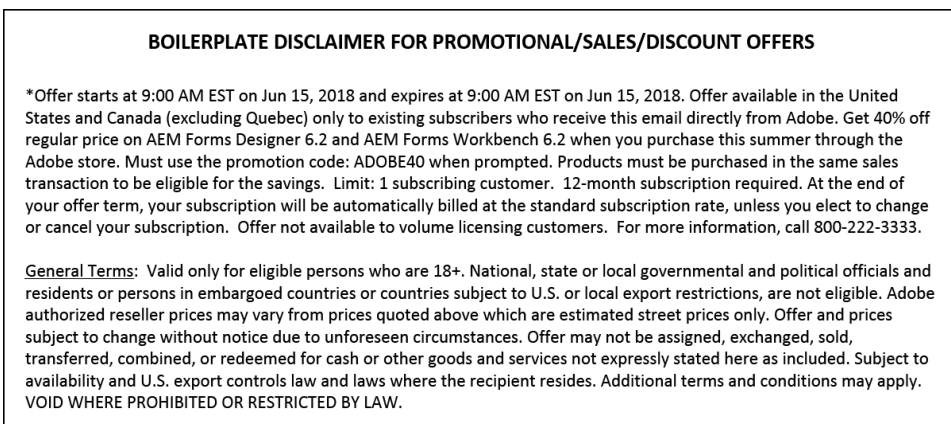 BOILERPLATE DISCLAIMER FOR PROMOTIONAL/SALES/DISCOUNT OFFERS
*Offer starts at 9:00 AM EST on Jun 15, 2018 and expires at 9:00 AM EST on Jun 15, 2018. Offer available in the United
States and Canada (excluding Quebec) only to existing subscribers who receive this email directly from Adobe. Get 40% off
regular price on AEM Forms Designer 6.2 and AEM Forms Workbench 6.2 when you purchase this summer through the
Adobe store. Must use the promotion code: ADOBE40 when prompted. Products must be purchased in the same sales
transaction to be eligible for the savings.  Limit: 1 subscribing customer.  12-month subscription required. At the end of
your offer term, your subscription will be automatically billed at the standard subscription rate, unless you elect to change
or cancel your subscription.  Offer not available to volume licensing customers.  For more information, call 800-222-3333.
General Terms:  Valid only for eligible persons who are 18+. National, state or local governmental and political officials and
residents or persons in embargoed countries or countries subject to U.S. or local export restrictions, are not eligible. Adobe
authorized reseller prices may vary from prices quoted above which are estimated street prices only. Offer and prices
subject to change without notice due to unforeseen circumstances. Offer may not be assigned, exchanged, sold,
transferred, combined, or redeemed for cash or other goods and services not expressly stated here as included. Subject to
availability and U.S. export controls law and laws where the recipient resides. Additional terms and conditions may apply.
VOID WHERE PROHIBITED OR RESTRICTED BY LAW.